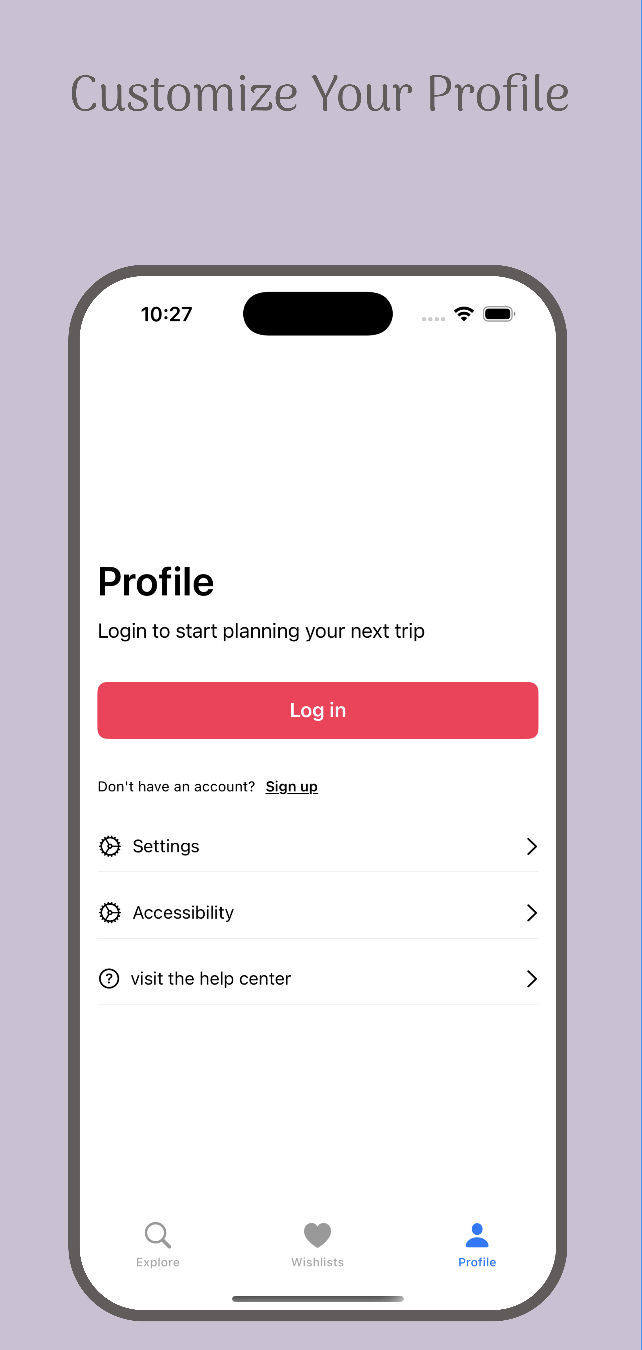 Customize Your Profile
10:27
Profile
Login to start planning your next trip
Log in
Don't have an account? Sign up
Settings
Accessibility
visit the help center
Explore Wishlists Profile